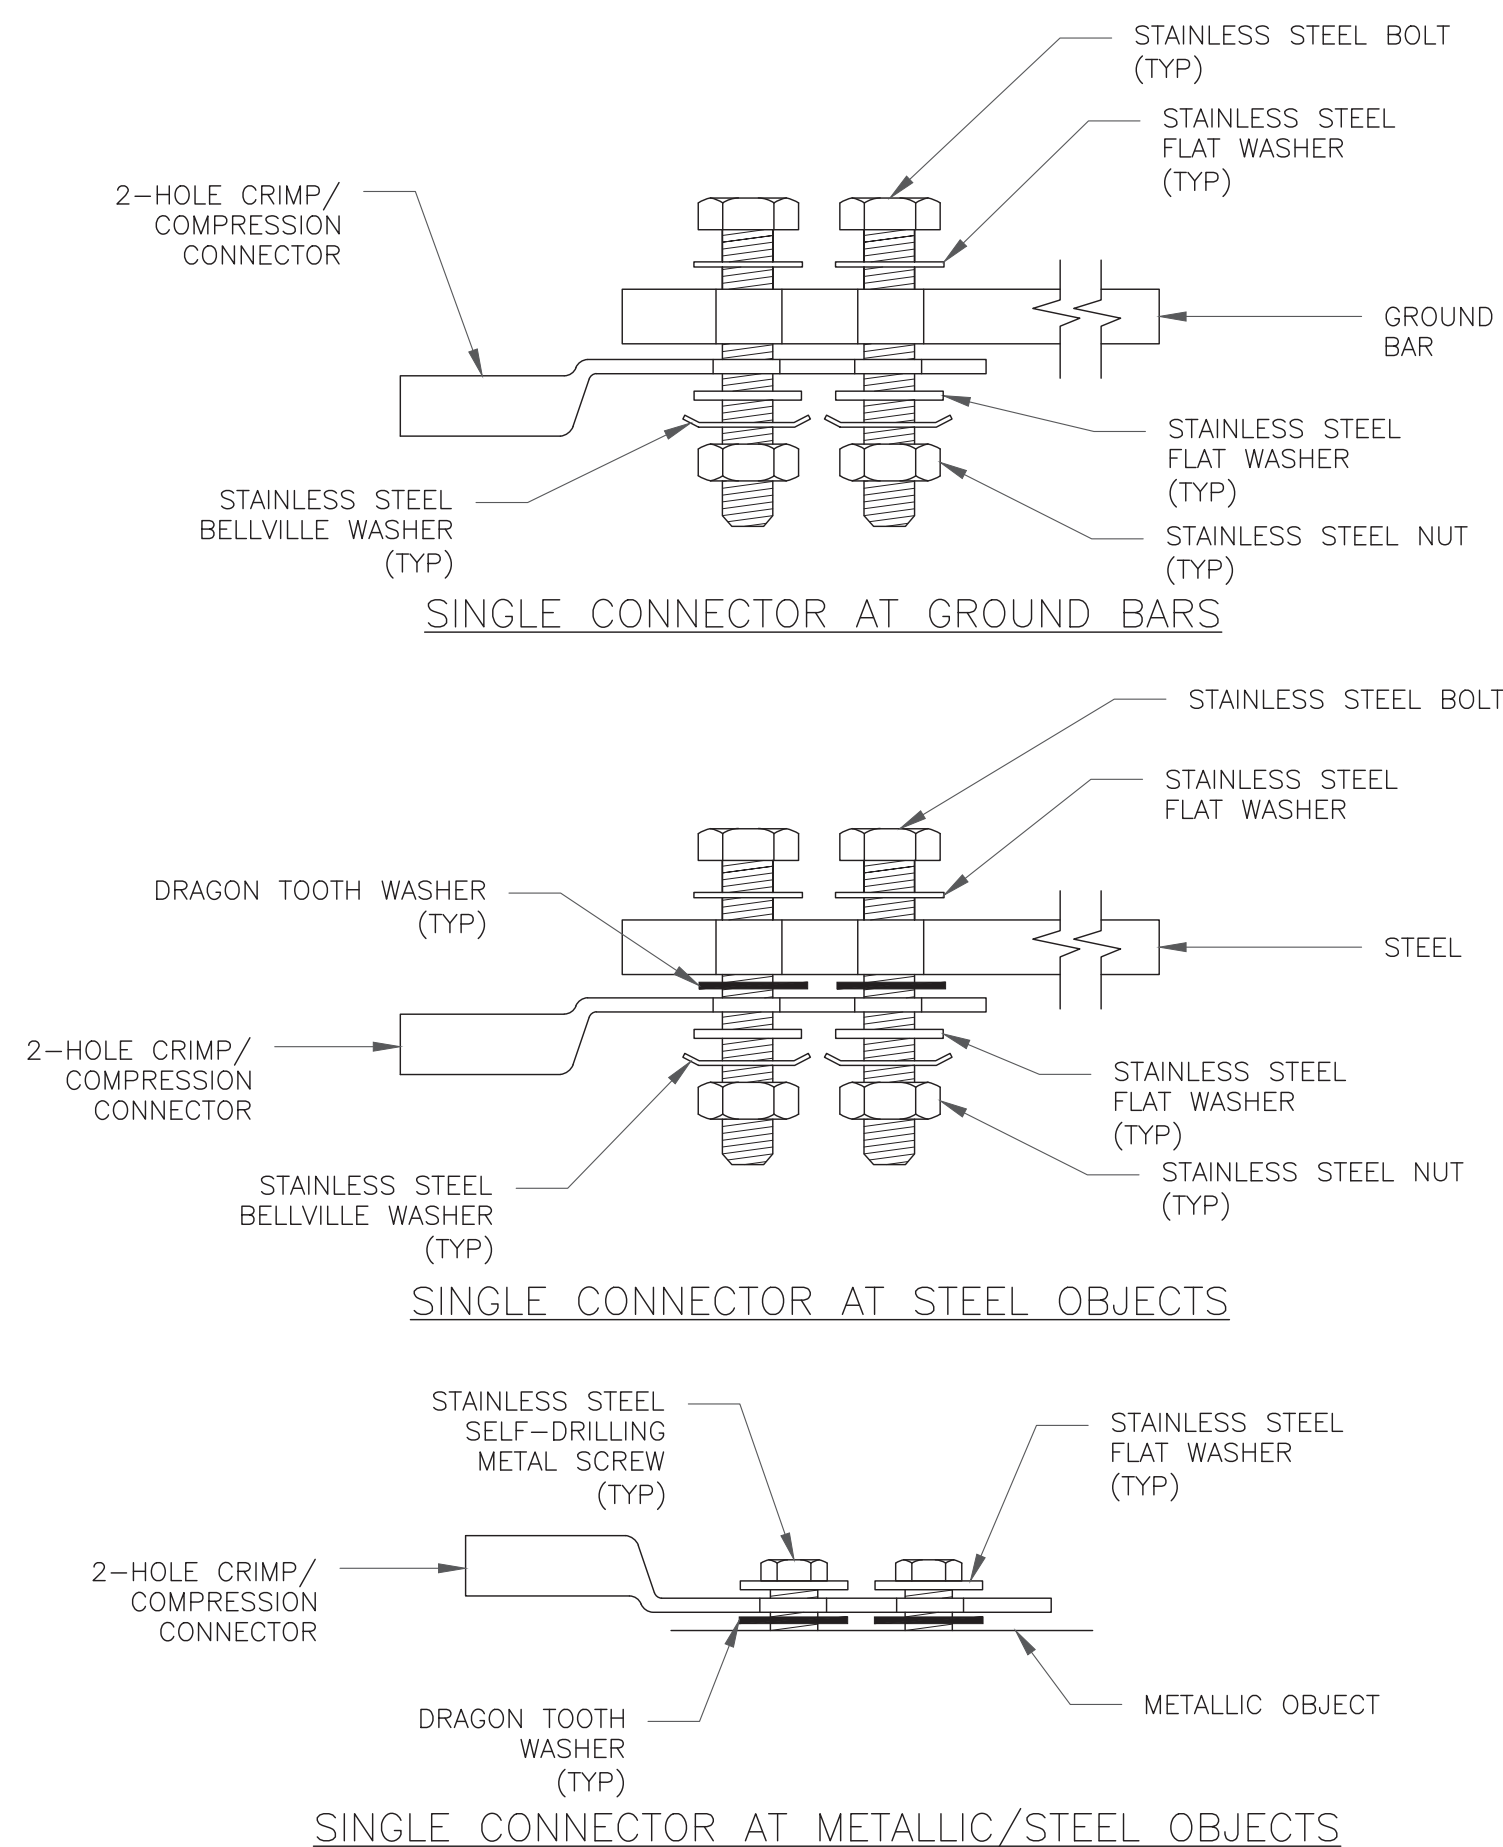 STAINLESS STEEL BOLT
(TYP)
STAINLESS STEEL
FLAT WASHER
(TYP)
2-HOLE CRIMP/
COMPRESSION
CONNECTOR
GROUND
BAR
STAINLESS STEEL
FLAT WASHER
(TYP)
STAINLESS STEEL
BELLVILLE WASHER
(TYP)
STAINLESS STEEL NUT
(TYP)
SINGLE CONNECTOR AT GROUND BARS
STAINLESS STEEL BOLT
STAINLESS STEEL
FLAT WASHER
DRAGON TOOTH WASHER
(TYP)
STEEL
2-HOLE CRIMP/
COMPRESSION
CONNECTOR
STAINLESS STEEL
FLAT WASHER
(TYP)
STAINLESS STEEL NUT
(TYP)
STAINLESS STEEL
BELLVILLE WASHER
(TYP)
SINGLE CONNECTOR AT STEEL OBJECTS
STAINLESS STEEL
SELF-DRILLING
METAL SCREW
(TYP)
STAINLESS STEEL
FLAT WASHER
(TYP)
2-HOLE CRIMP/
COMPRESSION
CONNECTOR
METALLIC OBJECT
DRAGON TOOTH
WASHER
(TYP)
SINGLE CONNECTOR AT METALLIC/STEEL OBJECTS